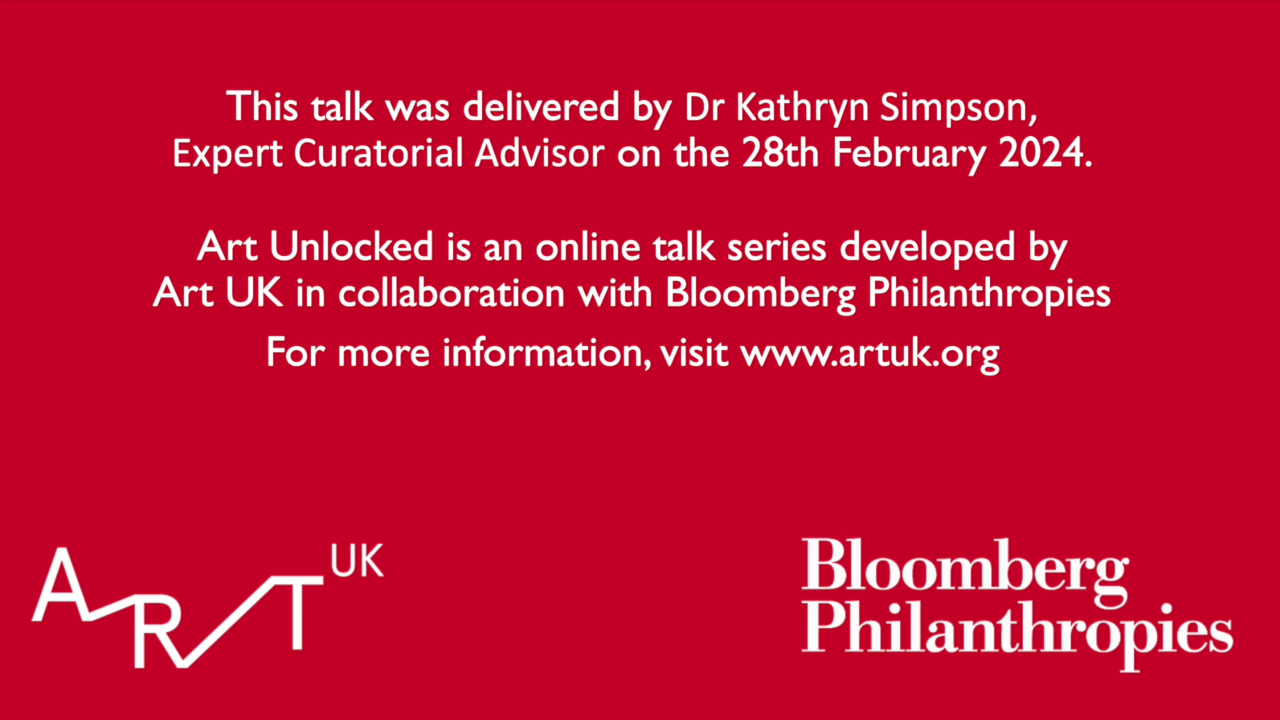 This talk was delivered by Dr Kathryn Simpson,
Expert Curatorial Advisor on the 28th February 2024.
Art Unlocked is an online talk series developed by
Art UK in collaboration with Bloomberg Philanthropies
For more information, visit www.artuk.org
ART UK
Bloomberg
Philanthropies